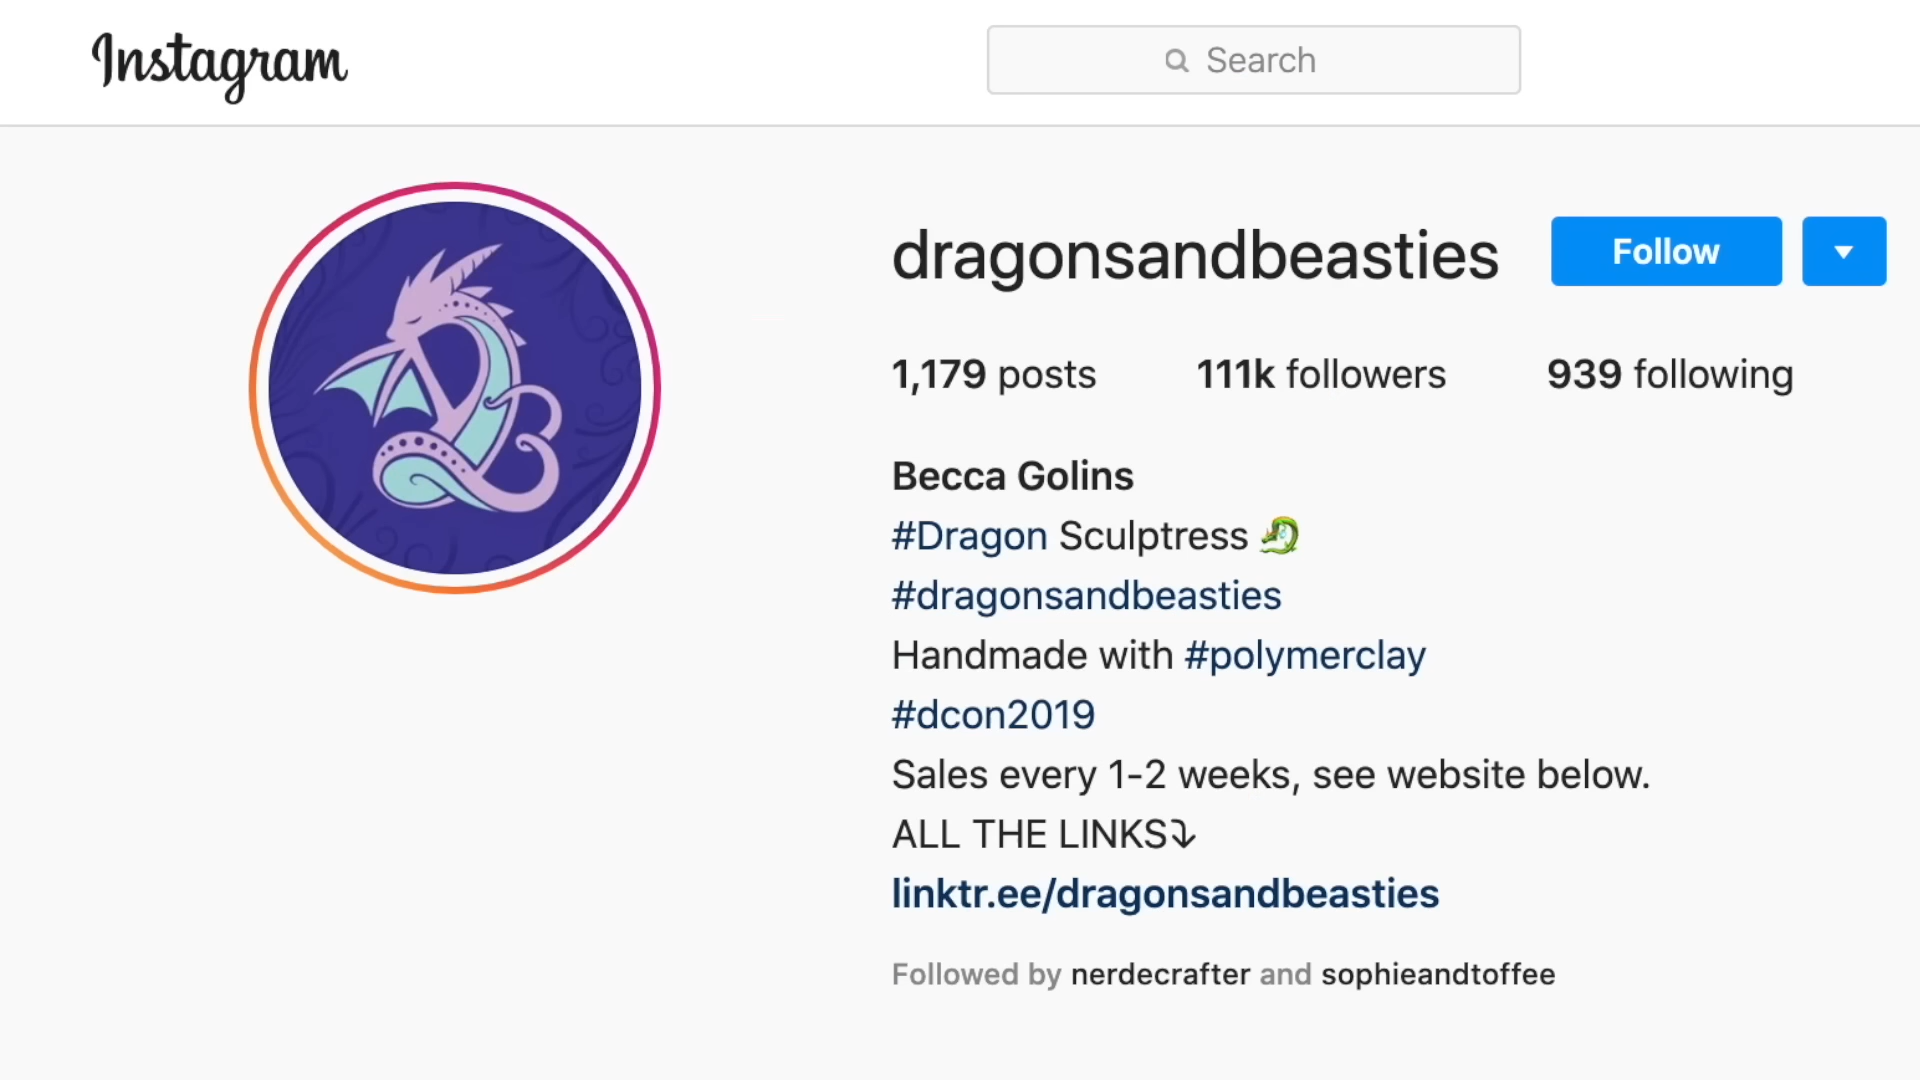 Instagram
Search
dragonsandbeasties Follow
1,179 posts 111k followers 939 following
Becca Golins
#Dragon Sculptress 🐉
#dragonsandbeasties
Handmade with #polymerclay
#dcon2019
Sales every 1-2 weeks, see website below.
ALL THE LINKS⤵
linktr.ee/dragonsandbeasties
Followed by nerdecrafter and sophieandtoffee